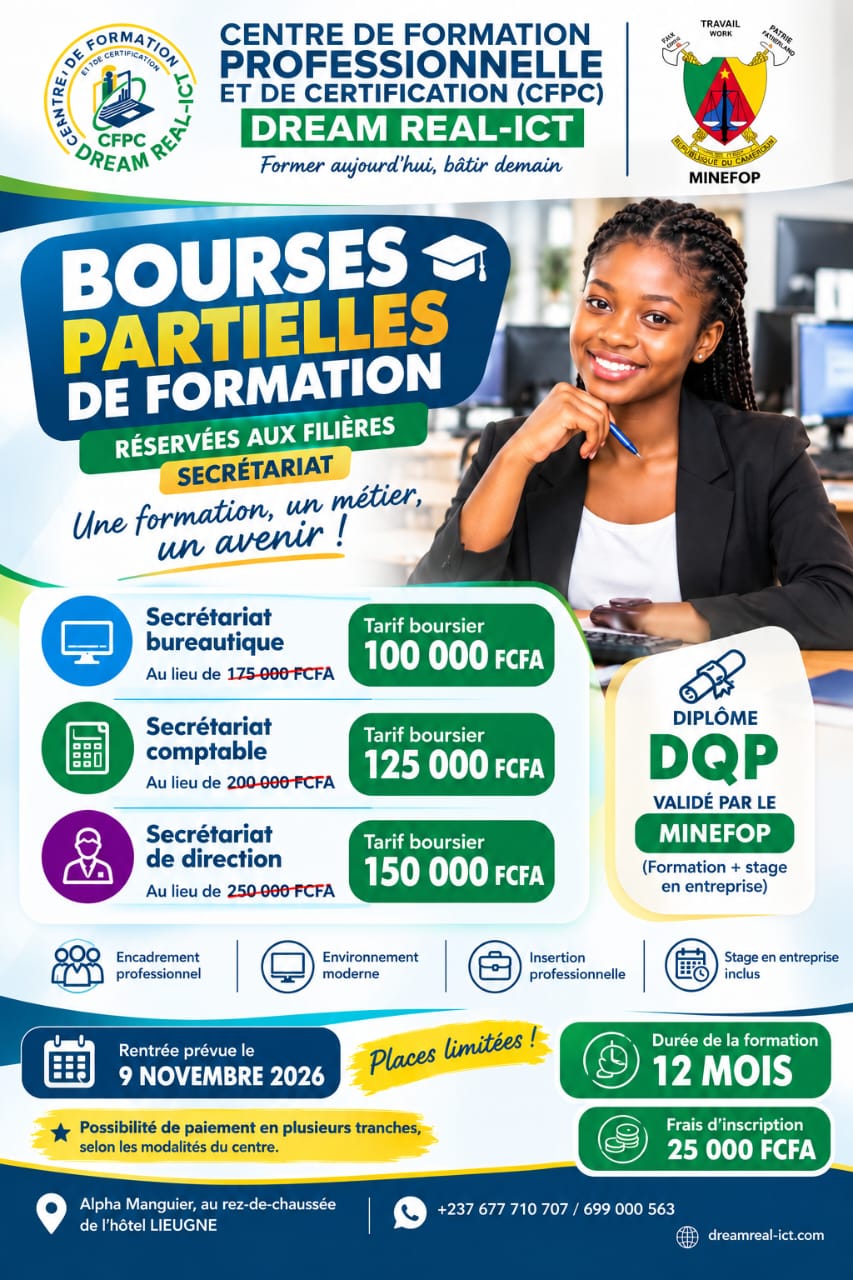 CENTRE DE FORMATION
ET DE CERTIFICATION
CFPC
DREAM REAL-ICT
CENTRE DE FORMATION
PROFESSIONNELLE
ET DE CERTIFICATION (CFPC)
DREAM REAL-ICT
Former aujourd'hui, bâtir demain
PAIX
TRAVAIL
WORK
PATRIE
FATHERLAND
REPUBLIQUE DU CAMEROUN
MINEFOP
BOURSES
PARTIELLES
DE FORMATION
RÉSERVÉES AUX FILIÈRES
SECRÉTARIAT
Une formation, un métier,
un avenir !
Secrétariat
bureautique
Au lieu de 175 000 FCFA
Tarif boursier
100 000 FCFA
Secrétariat
comptable
Au lieu de 200 000 FCFA
Tarif boursier
125 000 FCFA
Secrétariat
de direction
Au lieu de 250 000 FCFA
Tarif boursier
150 000 FCFA
DIPLÔME
DQP
VALIDÉ PAR LE
MINEFOP
(Formation + stage
en entreprise)
Encadrement
professionnel
Environnement
moderne
Insertion
professionnelle
Stage en entreprise
inclus
Rentrée prévue le
9 NOVEMBRE 2026
Places limitées !
Durée de la formation
12 MOIS
Possibilité de paiement en plusieurs tranches,
selon les modalités du centre.
Frais d'inscription
25 000 FCFA
Alpha Manguier, au rez-de-chaussée
de l'hôtel LIEUGNE
+237 677 710 707 / 699 000 563
dreamreal-ict.com